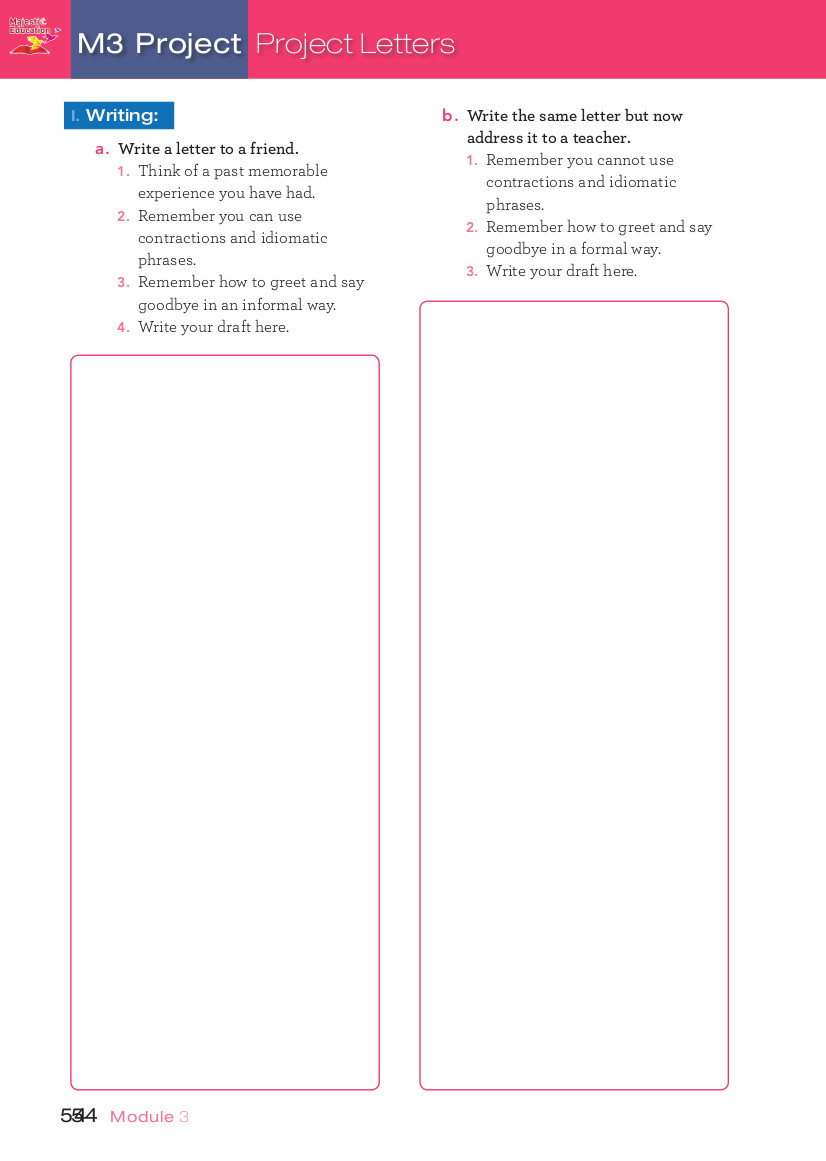 Majestic
Education
M3 Project Project Letters
I. Writing:
a. Write a letter to a friend.
1. Think of a past memorable
experience you have had.
2. Remember you can use
contractions and idiomatic
phrases.
3. Remember how to greet and say
goodbye in an informal way.
4. Write your draft here.
b. Write the same letter but now
address it to a teacher.
1. Remember you cannot use
contractions and idiomatic
phrases.
2. Remember how to greet and say
goodbye in a formal way.
3. Write your draft here.
Module 3